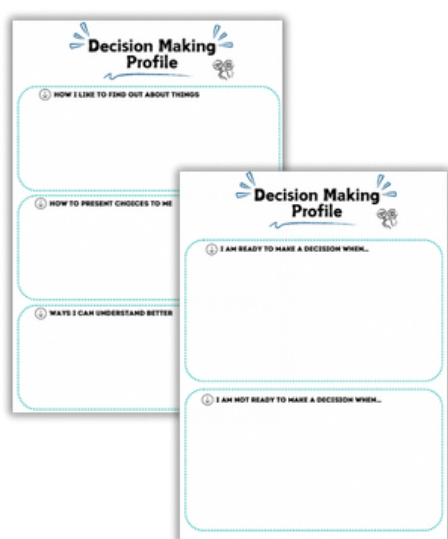 Decision Making
Profile
HOW I LIKE TO FIND OUT ABOUT THINGS
HOW TO PRESENT CHOICES TO ME
WAYS I CAN UNDERSTAND BETTER
Decision Making
Profile
I AM READY TO MAKE A DECISION WHEN...
I AM NOT READY TO MAKE A DECISION WHEN...